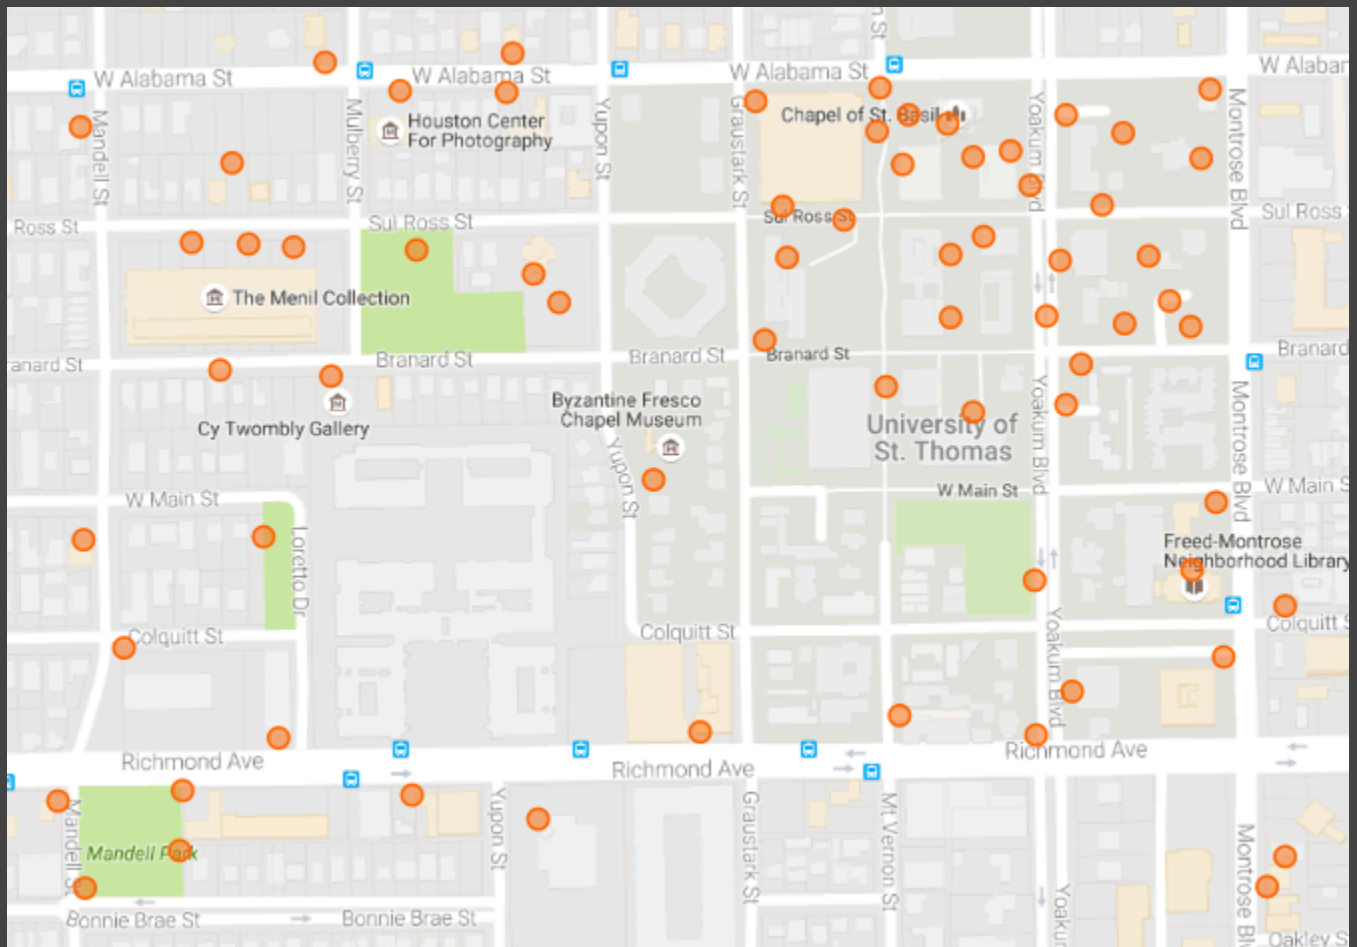 n St
W Alabama St
W Alabama St
W Alabama St
W Alabar
Mandell St
Mulberry St
Houston Center
For Photography
Yupon St
Graustark St
Chapel of St. Basil
Yoakum Blvd
Montrose Blvd
Ross St
Sul Ross St
Sul Ross St
Sul Ross
The Menil Collection
anard St
Branard St
Branard St
Branard St
Branard
Cy Twombly Gallery
Byzantine Fresco
Chapel Museum
University of
St. Thomas
Yoakum Blvd
Montrose Blvd
Yupon St
W Main St
W Main St
W Main S
Loretto Dr
Freed-Montrose
Neighborhood Library
Colquitt St
Colquitt St
Colquitt S
Yoakum Blvd
Richmond Ave
Richmond Ave
Richmond Ave
Mandell St
Mandell Park
Yupon St
Graustark St
Mt Vernon St
Yoakur
Montrose Bl
Bonnie Brae St
Bonnie Brae St
Oakley S